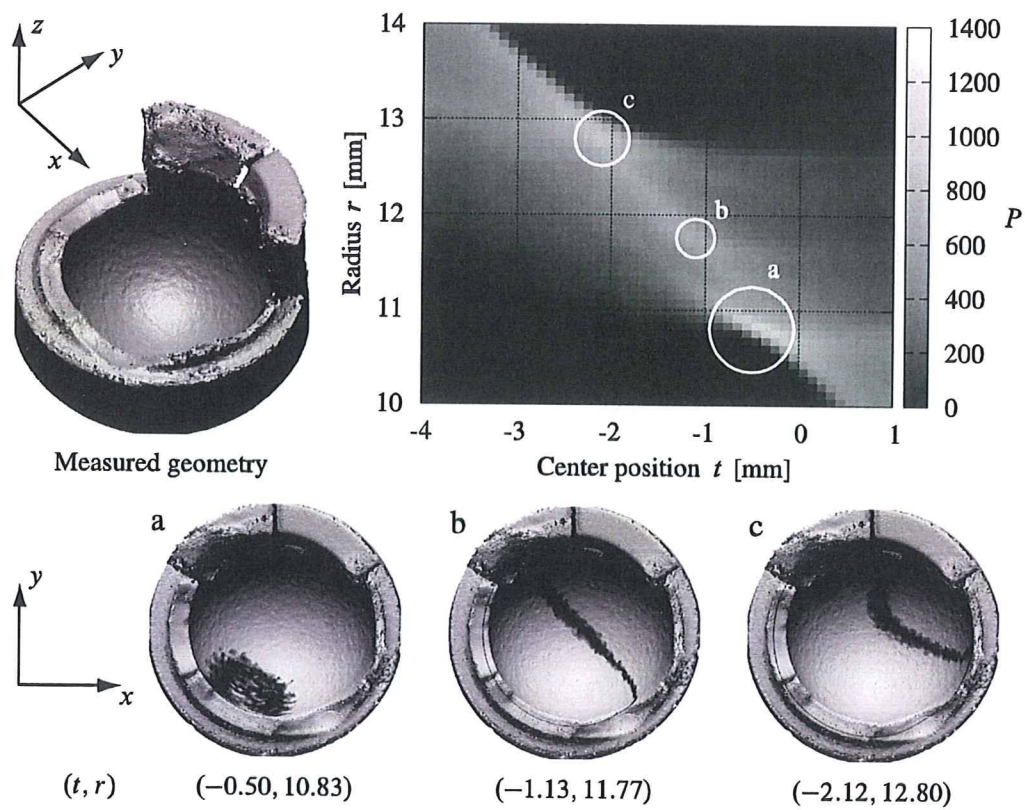 z
y
x
Measured geometry
14
13
12
11
10
Radius r [mm]
c
b
a
-4 -3 -2 -1 0 1
Center position t [mm]
1400
1200
1000
800
600
400
200
0
P
a b c
y
x
(t, r) (−0.50, 10.83) (−1.13, 11.77) (−2.12, 12.80)